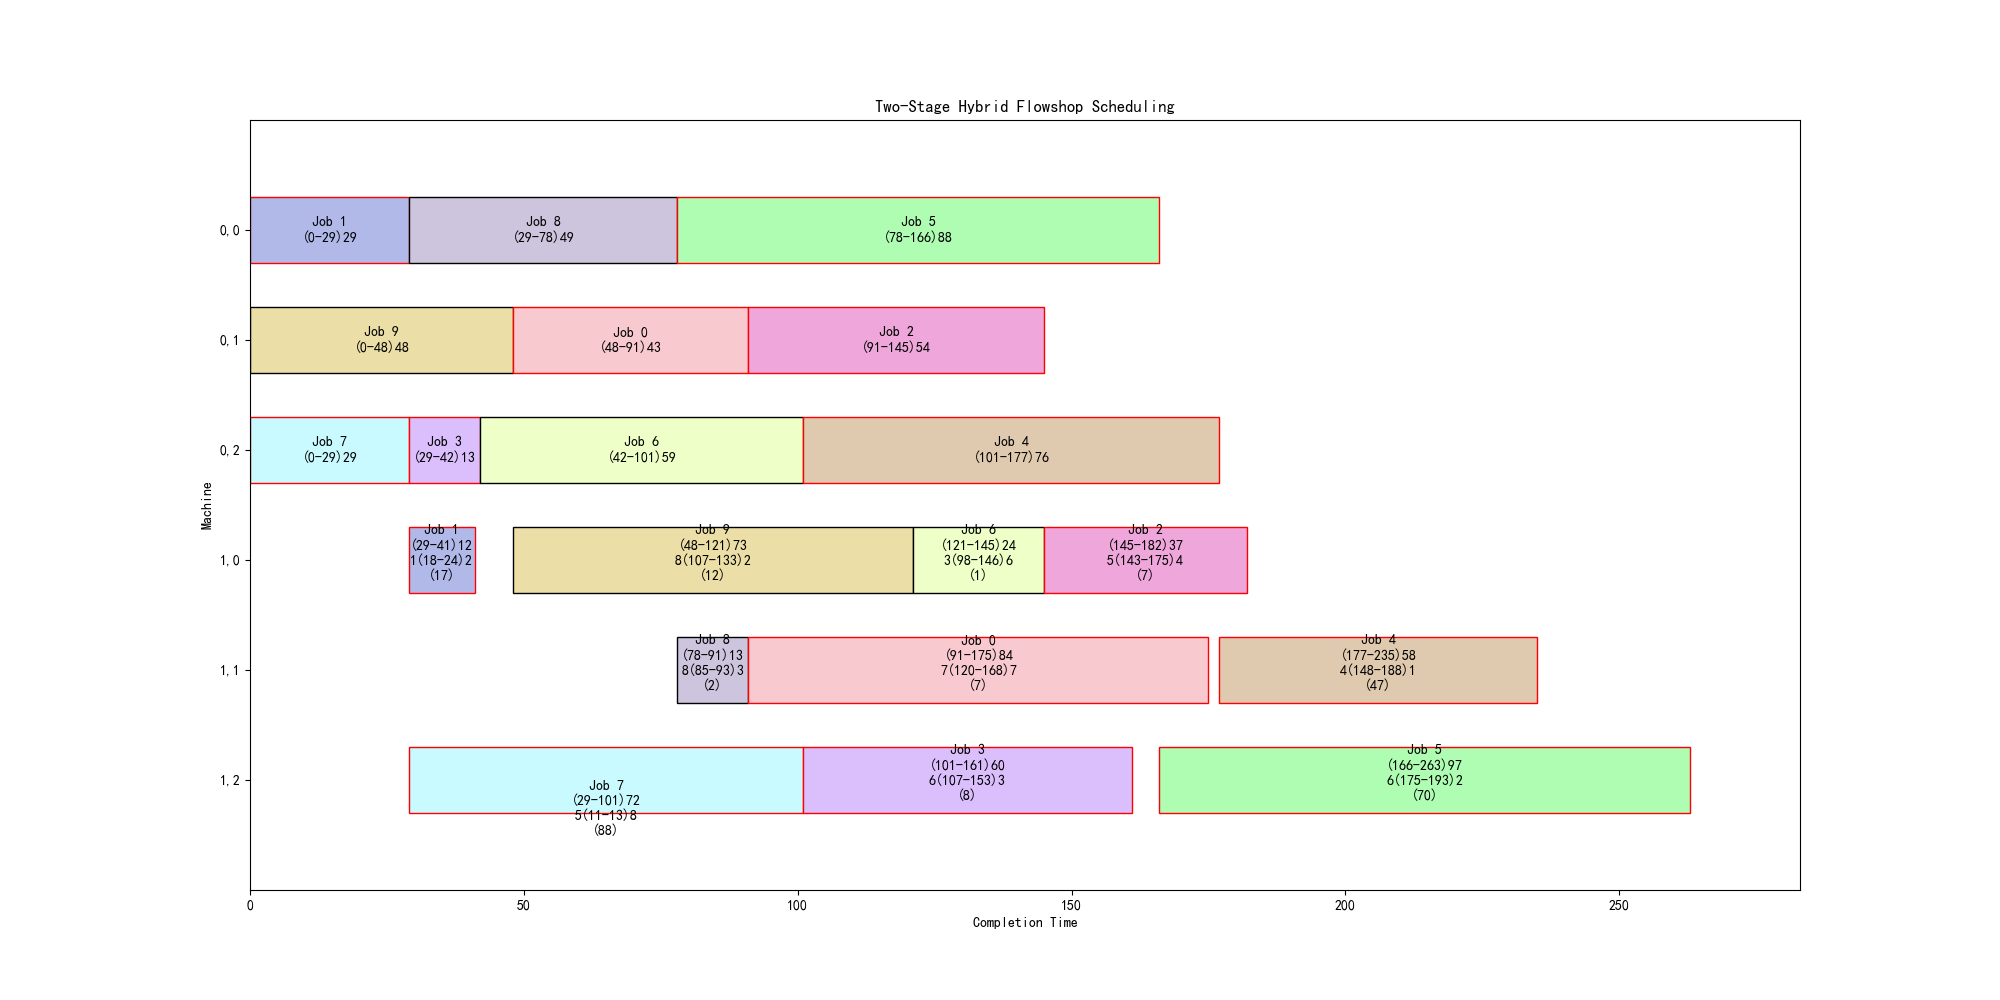 Two-Stage Hybrid Flowshop Scheduling
Machine
0,0
Job 1
(0-29)29
Job 8
(29-78)49
Job 5
(78-166)88
0,1
Job 9
(0-48)48
Job 0
(48-91)43
Job 2
(91-145)54
0,2
Job 7
(0-29)29
Job 3
(29-42)13
Job 6
(42-101)59
Job 4
(101-177)76
1,0
Job 1
(29-41)12
1(18-24)2
(17)
Job 9
(48-121)73
8(107-133)2
(12)
Job 6
(121-145)24
3(98-146)6
(1)
Job 2
(145-182)37
5(143-175)4
(7)
1,1
Job 8
(78-91)13
8(85-93)3
(2)
Job 0
(91-175)84
7(120-168)7
(7)
Job 4
(177-235)58
4(148-188)1
(47)
1,2
Job 7
(29-101)72
5(11-13)8
(88)
Job 3
(101-161)60
6(107-153)3
(8)
Job 5
(166-263)97
6(175-193)2
(70)
0
50
100
150
200
250
Completion Time